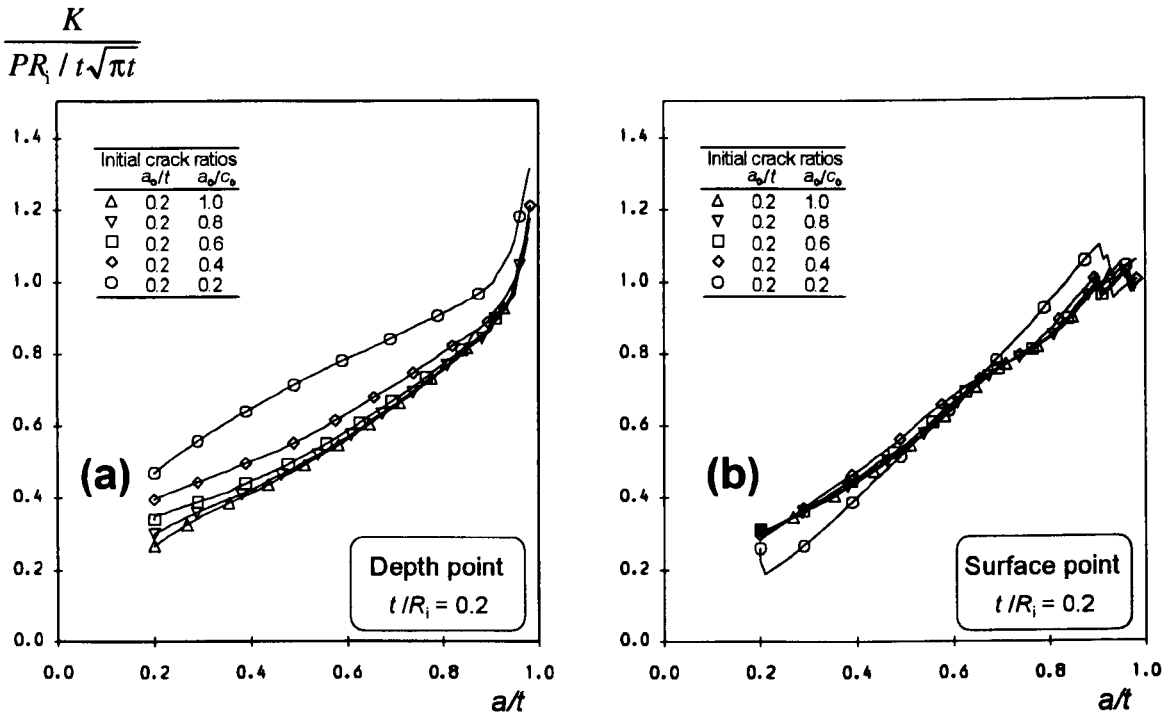 K
PRi / t√πt
1.4
1.2
1.0
0.8
0.6
0.4
0.2
0.0
0.0 0.2 0.4 0.6 0.8 1.0
a/t
Initial crack ratios
a₀/t a₀/c₀
0.2 1.0
0.2 0.8
0.2 0.6
0.2 0.4
0.2 0.2
(a)
Depth point
t/Ri = 0.2
1.4
1.2
1.0
0.8
0.6
0.4
0.2
0.0
0.0 0.2 0.4 0.6 0.8 1.0
a/t
Initial crack ratios
a₀/t a₀/c₀
0.2 1.0
0.2 0.8
0.2 0.6
0.2 0.4
0.2 0.2
(b)
Surface point
t/Ri = 0.2